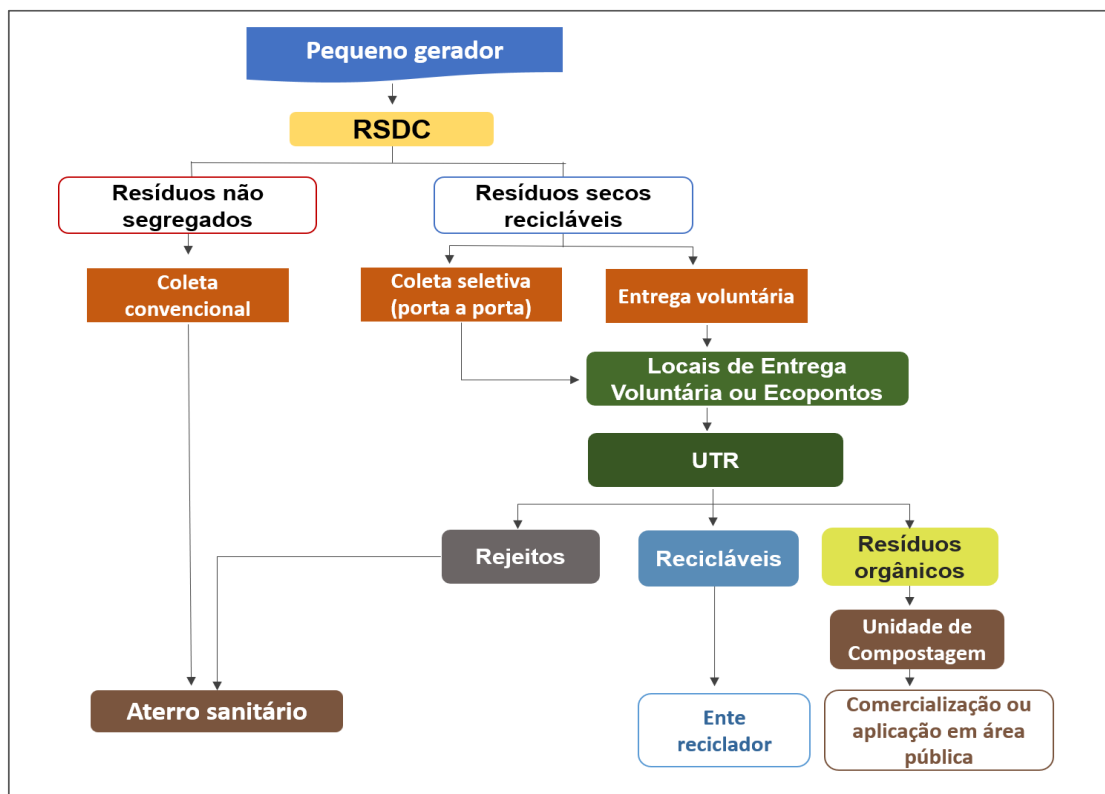 Pequeno gerador
RSDC
Resíduos não
segregados
Resíduos secos
recicláveis
Coleta
convencional
Coleta seletiva
(porta a porta)
Entrega voluntária
Locais de Entrega
Voluntária ou Ecopontos
UTR
Rejeitos
Recicláveis
Resíduos
orgânicos
Unidade de
Compostagem
Aterro sanitário
Ente
reciclador
Comercialização ou
aplicação em área
pública